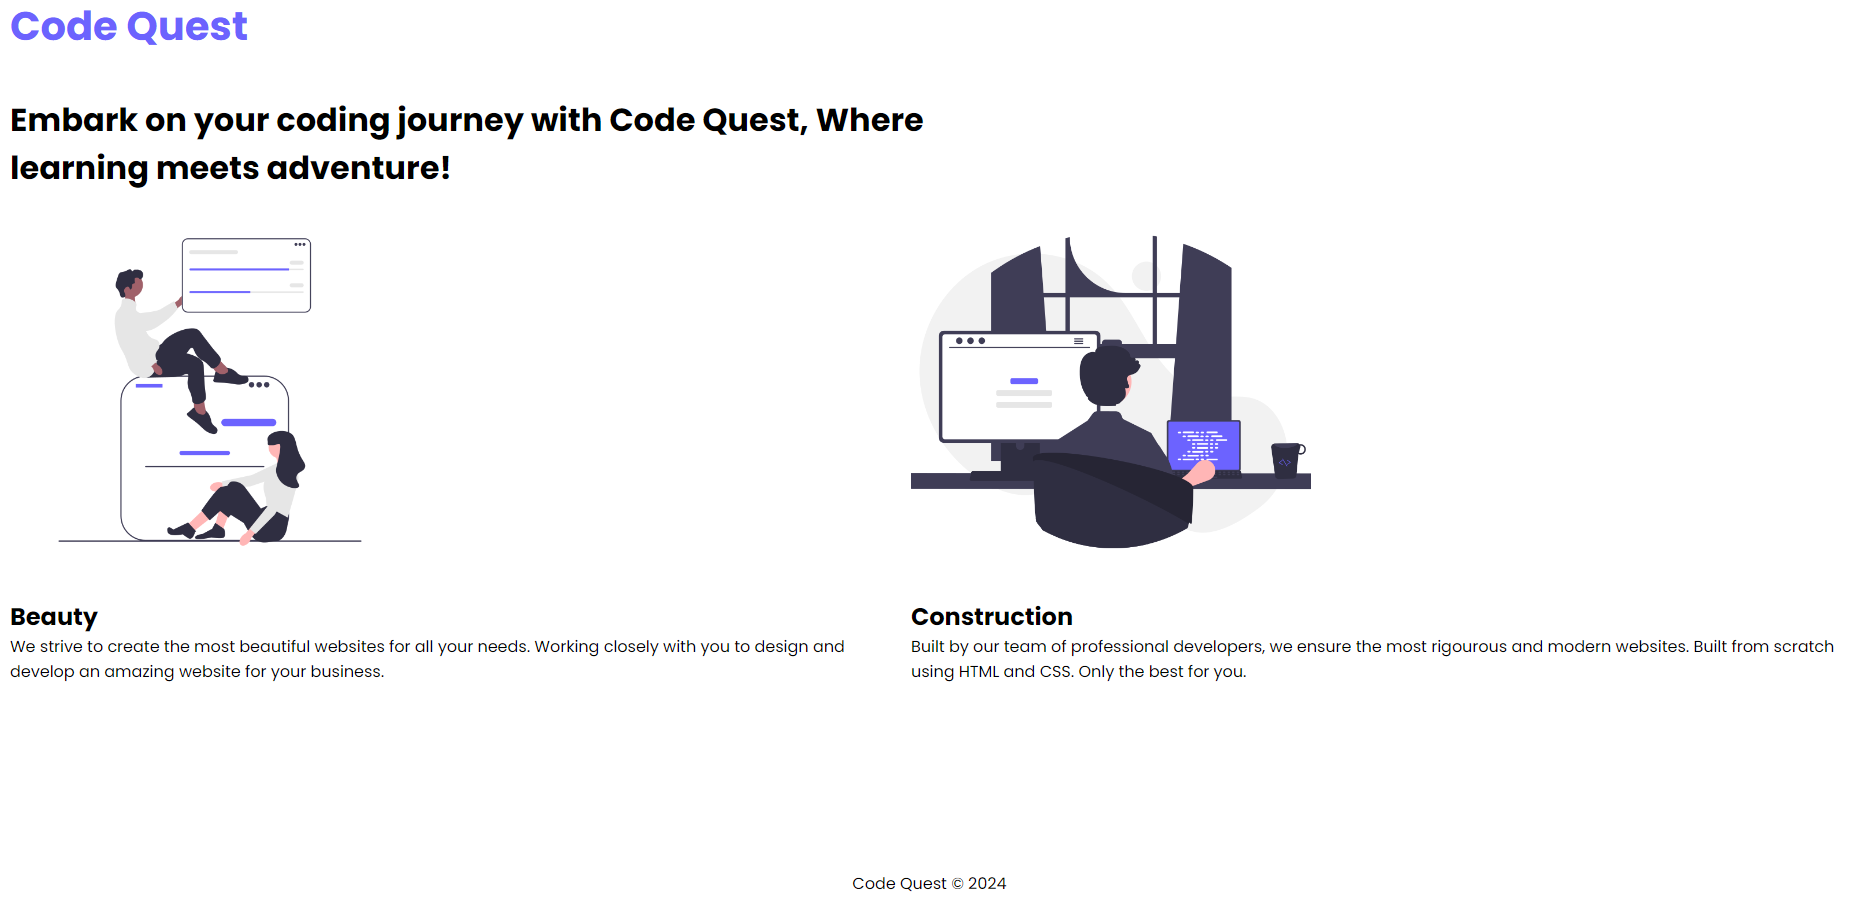 Code Quest
Embark on your coding journey with Code Quest, Where
learning meets adventure!
Beauty
We strive to create the most beautiful websites for all your needs. Working closely with you to design and
develop an amazing website for your business.
Construction
Built by our team of professional developers, we ensure the most rigourous and modern websites. Built from scratch
using HTML and CSS. Only the best for you.
Code Quest © 2024